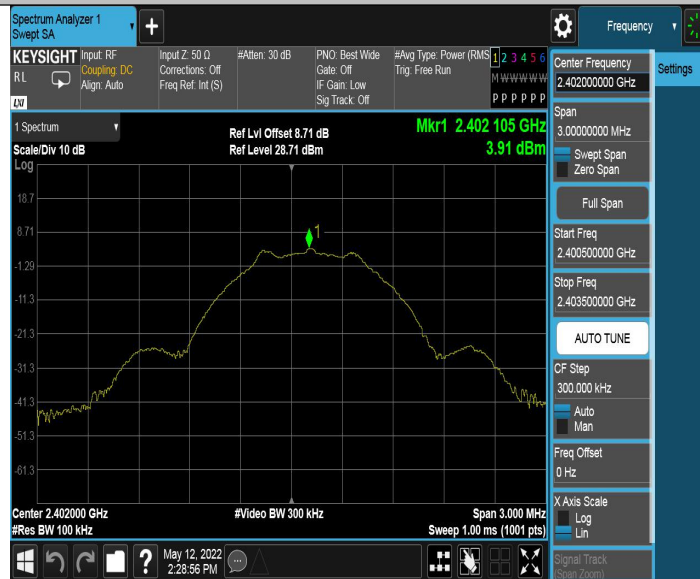 Spectrum Analyzer 1
Swept SA
Frequency
KEYSIGHT
RL
LXI
Input: RF
Coupling: DC
Align: Auto
Input Z: 50 Ω
Corrections: Off
Freq Ref: Int (S)
#Atten: 30 dB
PNO: Best Wide
Gate: Off
IF Gain: Low
Sig Track: Off
#Avg Type: Power (RMS
Trig: Free Run
1 2 3 4 5 6
M W W W W W
P P P P P P
Center Frequency
2.402000000 GHz
Settings
Span
3.00000000 MHz
Swept Span
Zero Span
Full Span
Start Freq
2.400500000 GHz
Stop Freq
2.403500000 GHz
AUTO TUNE
CF Step
300.000 kHz
Auto
Man
Freq Offset
0 Hz
X Axis Scale
Log
Lin
Signal Track
(Span Zoom)
1 Spectrum
Scale/Div 10 dB
Ref Lvl Offset 8.71 dB
Ref Level 28.71 dBm
Mkr1 2.402 105 GHz
3.91 dBm
Log
18.7
8.71
1
-1.29
-11.3
-21.3
-31.3
-41.3
-51.3
-61.3
Center 2.402000 GHz
#Video BW 300 kHz
Span 3.000 MHz
#Res BW 100 kHz
Sweep 1.00 ms (1001 pts)
?
May 12, 2022
2:28:56 PM